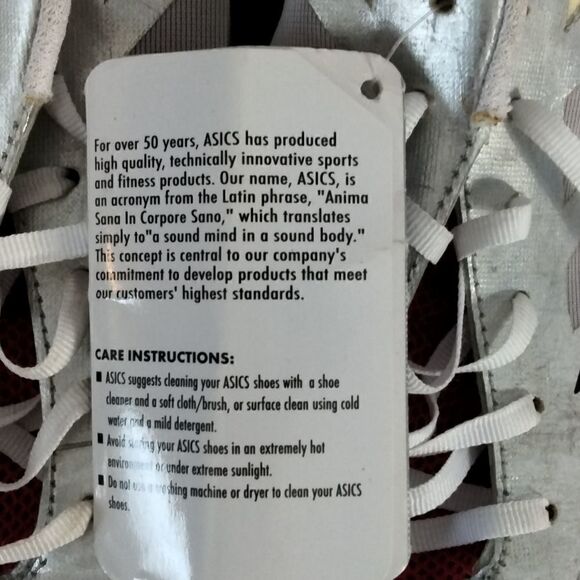 For over 50 years, ASICS has produced
high quality, technically innovative sports
and fitness products. Our name, ASICS, is
an acronym from the Latin phrase, "Anima
Sana In Corpore Sano," which translates
simply to"a sound mind in a sound body."
This concept is central to our company's
commitment to develop products that meet
our customers' highest standards.
CARE INSTRUCTIONS:
■ ASICS suggests cleaning your ASICS shoes with a shoe
cleaner and a soft cloth/brush, or surface clean using cold
water and a mild detergent.
■ Avoid your ASICS shoes in an extremely hot
environment or under extreme sunlight.
■ Do not use a washing machine or dryer to clean your ASICS
shoes.